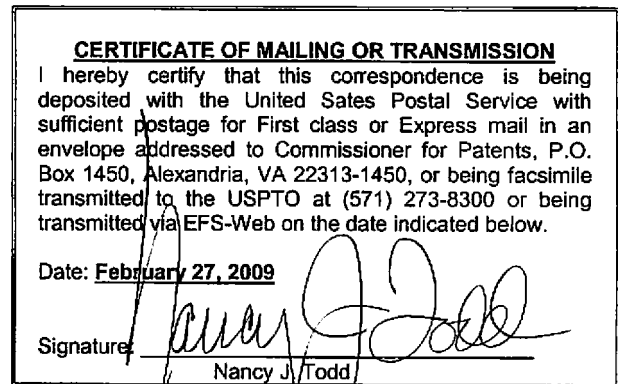 CERTIFICATE OF MAILING OR TRANSMISSION
I hereby certify that this correspondence is being
deposited with the United Sates Postal Service with
sufficient postage for First class or Express mail in an
envelope addressed to Commissioner for Patents, P.O.
Box 1450, Alexandria, VA 22313-1450, or being facsimile
transmitted to the USPTO at (571) 273-8300 or being
transmitted via EFS-Web on the date indicated below.
Date: February 27, 2009
Signature: Nancy J Todd
Nancy J. Todd